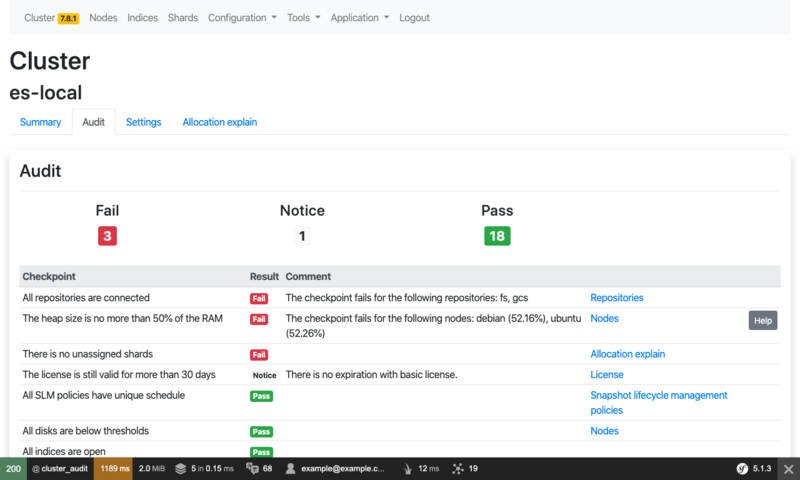 Cluster 7.8.1 Nodes Indices Shards Configuration Tools Application Logout
Cluster
es-local
Summary Audit Settings Allocation explain
Audit
Fail Notice Pass
3 1 18
Checkpoint Result Comment
All repositories are connected Fail The checkpoint fails for the following repositories: fs, gcs Repositories
The heap size is no more than 50% of the RAM Fail The checkpoint fails for the following nodes: debian (52.16%), ubuntu Nodes Help
(52.26%)
There is no unassigned shards Fail Allocation explain
The license is still valid for more than 30 days Notice There is no expiration with basic license. License
All SLM policies have unique schedule Pass Snapshot lifecycle management
policies
All disks are below thresholds Pass Nodes
All indices are open Pass
200 @ cluster_audit 1189 ms 2.0 MiB 5 in 0.15 ms 68 example@example.c... 12 ms 19 sf 5.1.3